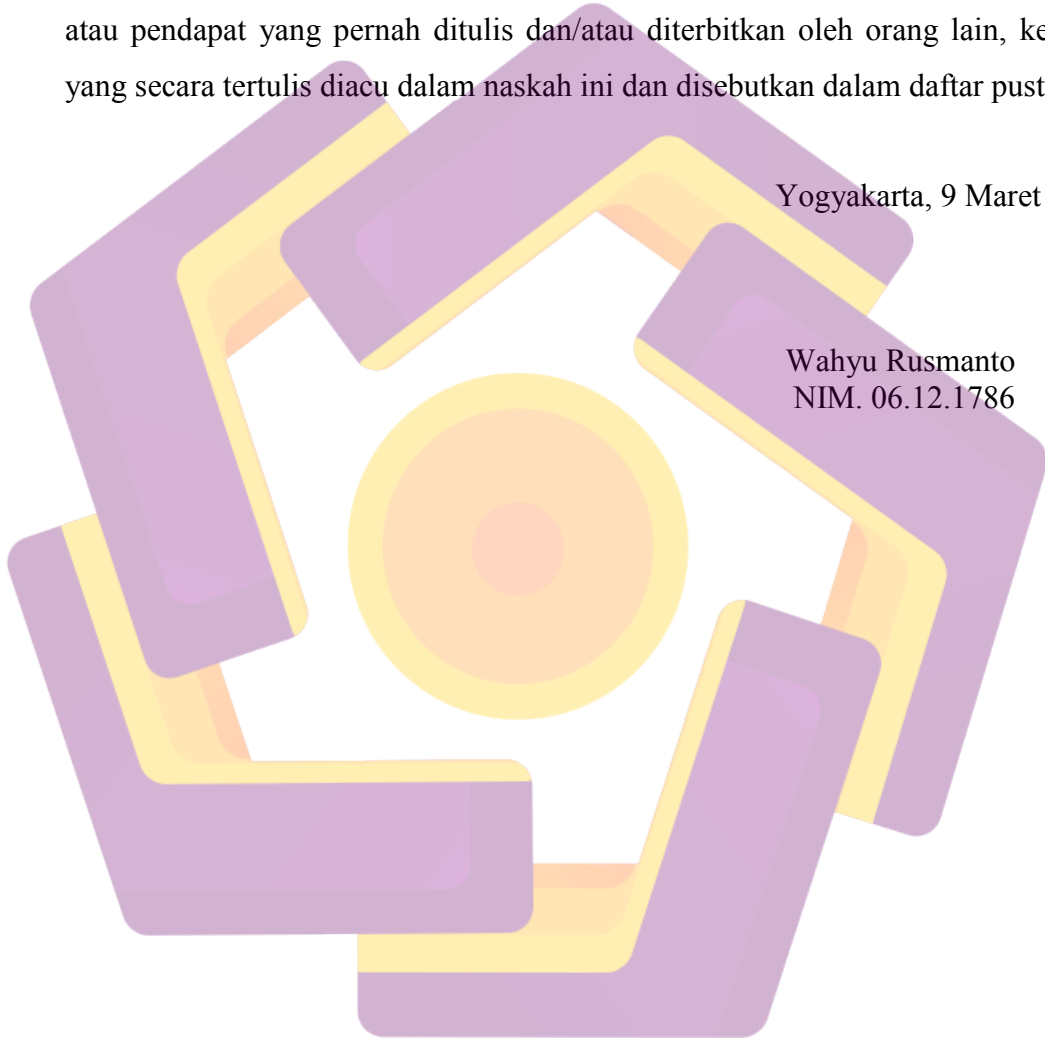 atau pendapat yang pernah ditulis dan/atau diterbitkan oleh orang lain, ke
yang secara tertulis diacu dalam naskah ini dan disebutkan dalam daftar pust
Yogyakarta, 9 Maret
Wahyu Rusmanto
NIM. 06.12.1786